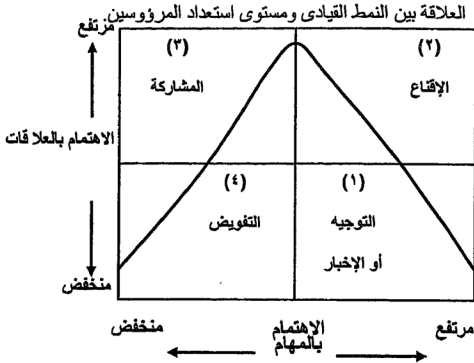 العلاقة بين النمط القيادى ومستوى استعداد المرؤوسين
مرتفع
(٢)
(٣)
الإقناع
المشاركة
الاهتمام بالعلاقات
(١)
(٤)
التوجيه
التفويض
أو الإخبار
منخفض
مرتفع
الاهتمام
منخفض
بالمهام